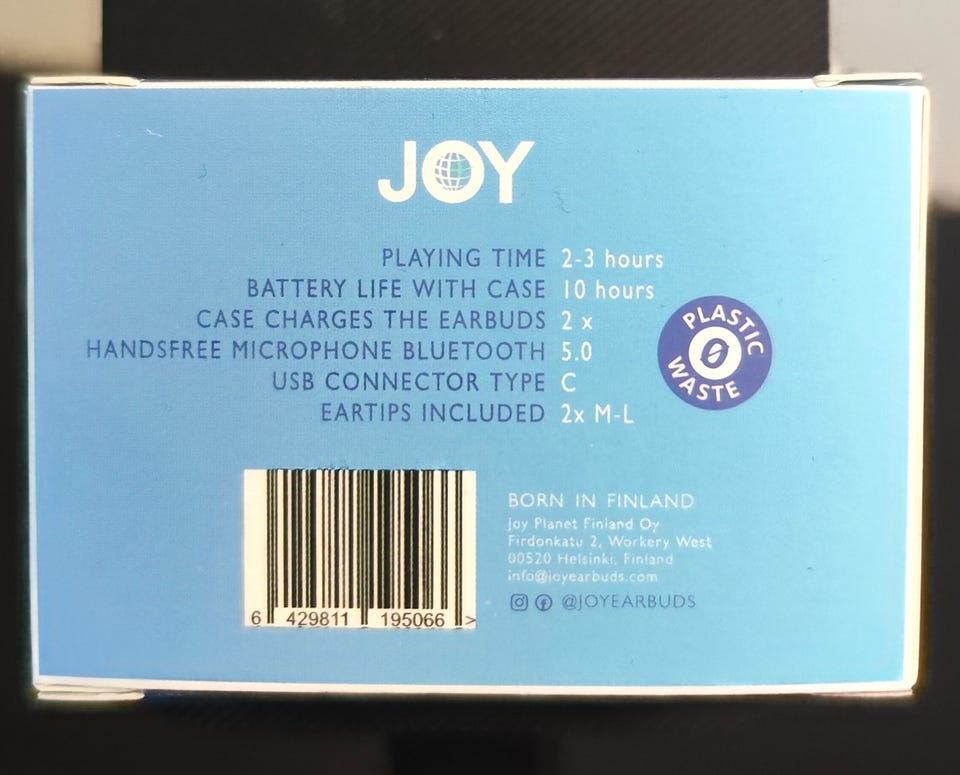 JOY
PLAYING TIME 2-3 hours
BATTERY LIFE WITH CASE 10 hours
CASE CHARGES THE EARBUDS 2 x
HANDSFREE MICROPHONE BLUETOOTH 5.0
USB CONNECTOR TYPE C
EARTIPS INCLUDED 2x M-L
PLASTIC
0
WASTE
BORN IN FINLAND
Joy Planet Finland Oy
Firdonkatu 2, Workery West
00520 Helsinki, Finland
info@joyearbuds.com
@JOYEARBUDS
6 429811 195066 >